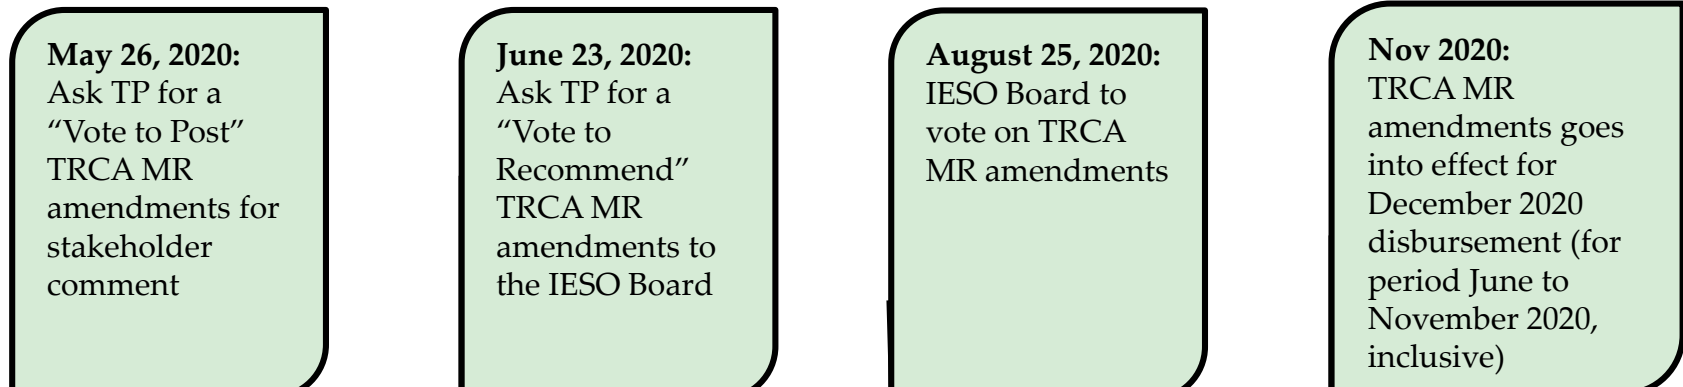 May 26, 2020:
Ask TP for a
“Vote to Post”
TRCA MR
amendments for
stakeholder
comment
June 23, 2020:
Ask TP for a
“Vote to
Recommend”
TRCA MR
amendments to
the IESO Board
August 25, 2020:
IESO Board to
vote on TRCA
MR amendments
Nov 2020:
TRCA MR
amendments goes
into effect for
December 2020
disbursement (for
period June to
November 2020,
inclusive)